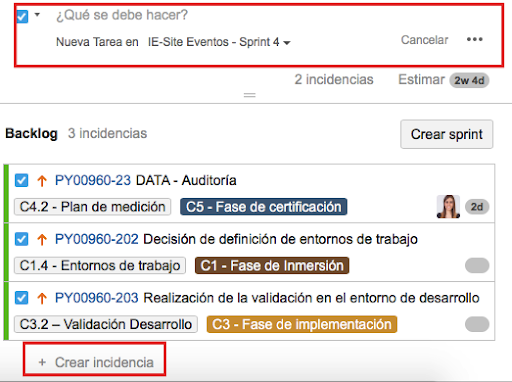 ¿Qué se debe hacer?
Nueva Tarea en IE-Site Eventos - Sprint 4
Cancelar
2 incidencias Estimar 2w 4d
Backlog 3 incidencias
Crear sprint
PY00960-23 DATA - Auditoría
C4.2 - Plan de medición C5 - Fase de certificación 2d
PY00960-202 Decisión de definición de entornos de trabajo
C1.4 - Entornos de trabajo C1 - Fase de Inmersión
PY00960-203 Realización de la validación en el entorno de desarrollo
C3.2 – Validación Desarrollo C3 - Fase de implementación
+ Crear incidencia